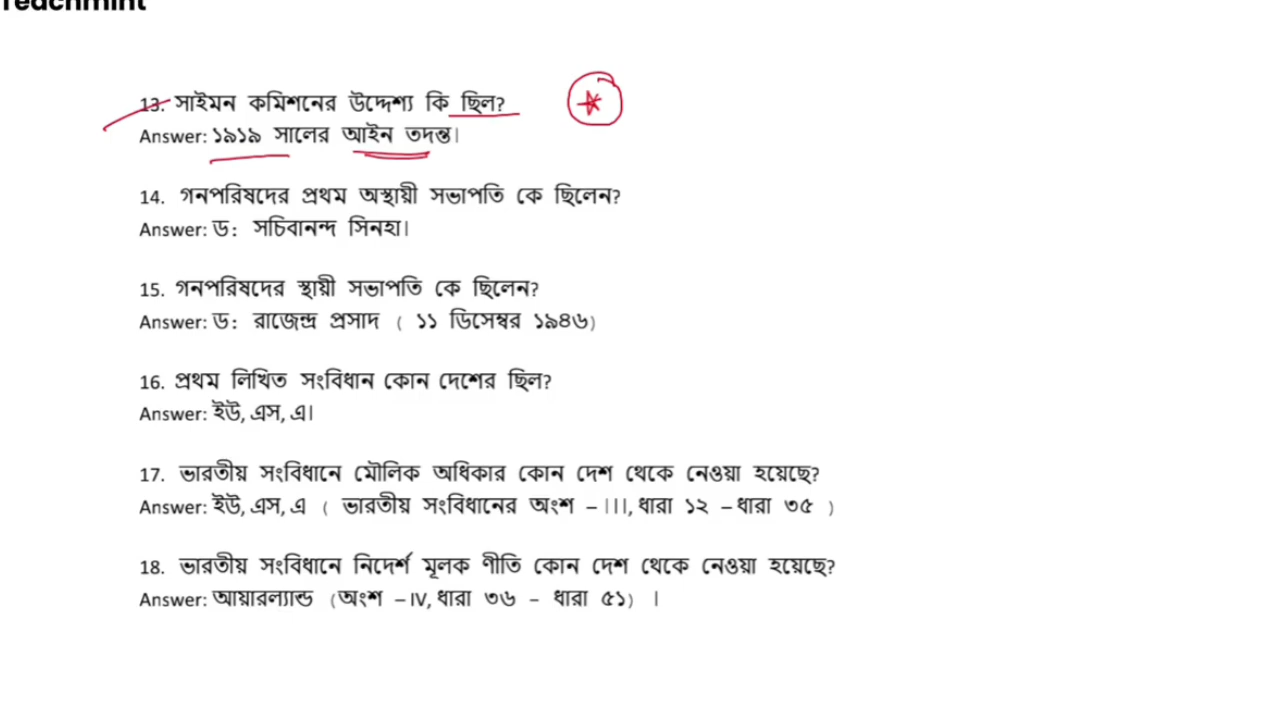 Teachmint
13. সাইমন কমিশনের উদ্দেশ্য কি ছিল?
Answer: ১৯১৯ সালের আইন তদন্ত।
14. গনপরিষদের প্রথম অস্থায়ী সভাপতি কে ছিলেন?
Answer: ড: সচিবানন্দ সিনহা।
15. গনপরিষদের স্থায়ী সভাপতি কে ছিলেন?
Answer: ড: রাজেন্দ্র প্রসাদ ( ১১ ডিসেম্বর ১৯৪৬)
16. প্রথম লিখিত সংবিধান কোন দেশের ছিল?
Answer: ইউ, এস, এ।
17. ভারতীয় সংবিধানে মৌলিক অধিকার কোন দেশ থেকে নেওয়া হয়েছে?
Answer: ইউ, এস, এ ( ভারতীয় সংবিধানের অংশ – III, ধারা ১২ – ধারা ৩৫ )
18. ভারতীয় সংবিধানে নিদের্শ মূলক ণীতি কোন দেশ থেকে নেওয়া হয়েছে?
Answer: আয়ারল্যান্ড (অংশ – IV, ধারা ৩৬ – ধারা ৫১) ।